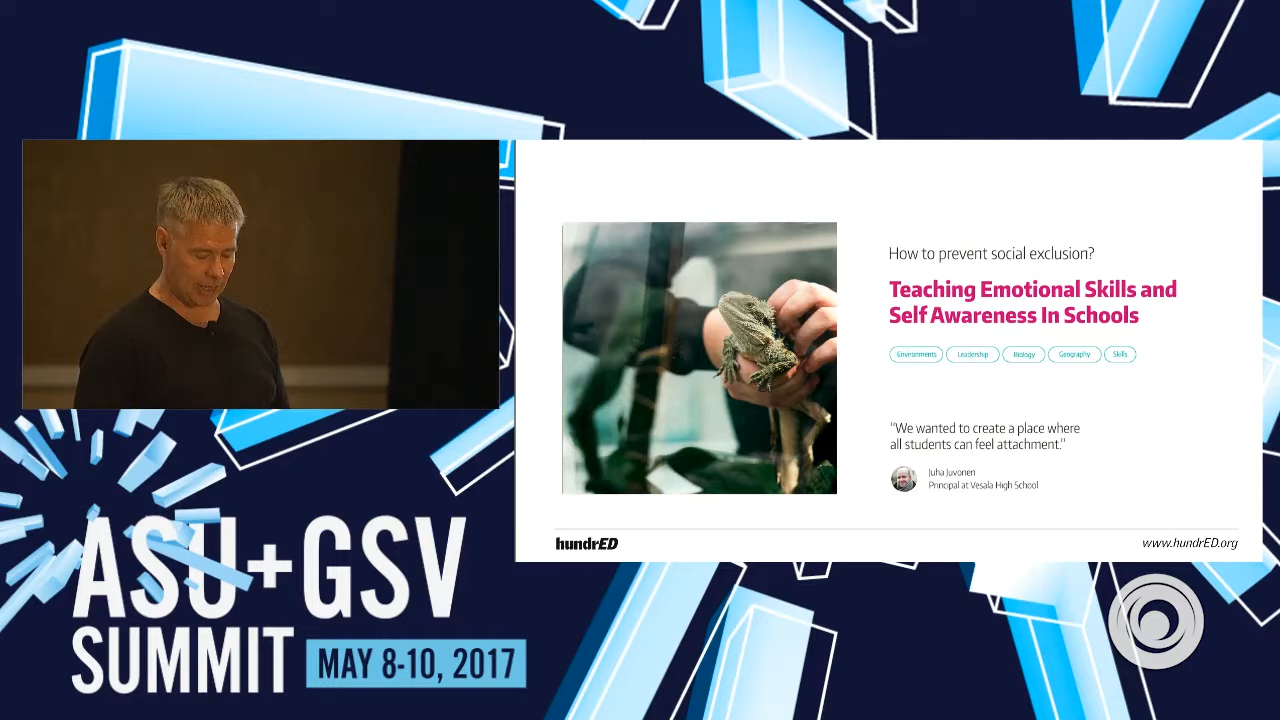 How to prevent social exclusion?
Teaching Emotional Skills and
Self Awareness In Schools
Environments Leadership Biology Geography Skills
"We wanted to create a place where
all students can feel attachment."
Juha Juvonen
Principal at Vesala High School
hundrED www.hundrED.org
ASU+GSV
SUMMIT MAY 8-10, 2017